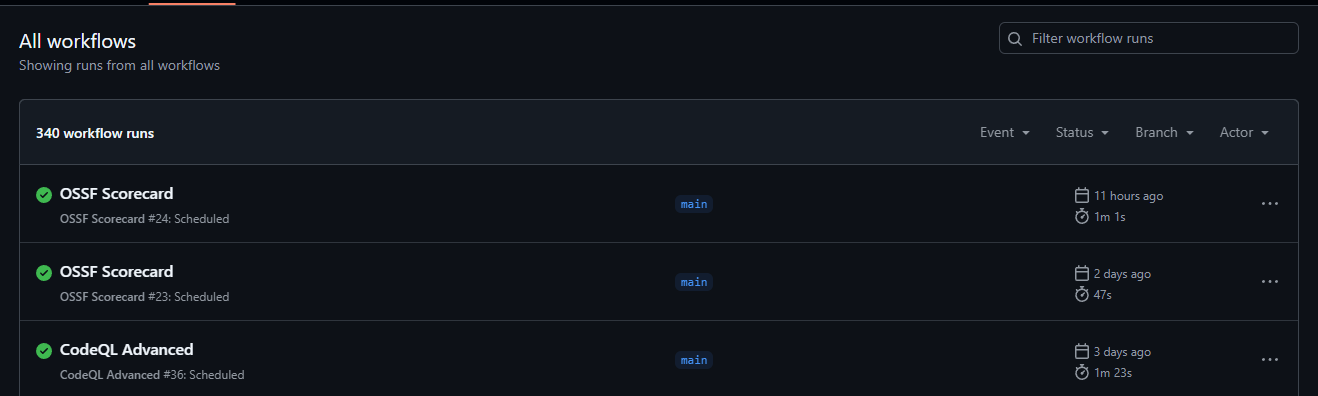 All workflows
Filter workflow runs
Showing runs from all workflows
340 workflow runs
Event
Status
Branch
Actor
OSSF Scorecard
OSSF Scorecard #24: Scheduled
main
11 hours ago
1m 1s
OSSF Scorecard
OSSF Scorecard #23: Scheduled
main
2 days ago
47s
CodeQL Advanced
CodeQL Advanced #36: Scheduled
main
3 days ago
1m 23s